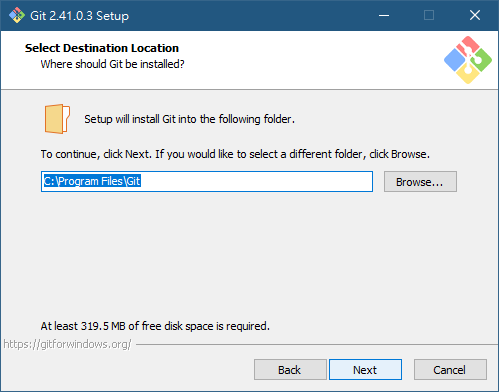 Git 2.41.0.3 Setup
Select Destination Location
Where should Git be installed?
Setup will install Git into the following folder.
To continue, click Next. If you would like to select a different folder, click Browse.
C:\Program Files\Git
Browse...
At least 319.5 MB of free disk space is required.
https://gitforwindows.org/
Back
Next
Cancel